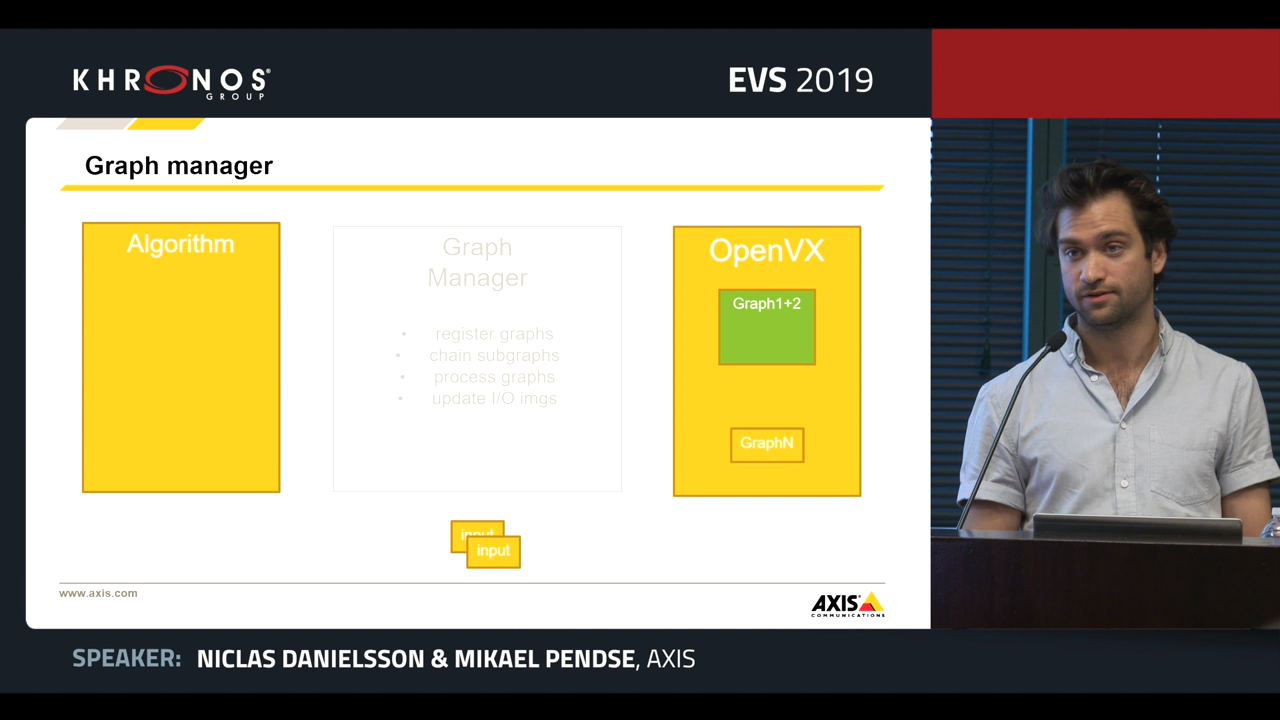 KHRONOS®
GROUP
EVS 2019
Graph manager
Algorithm
Graph
Manager
• register graphs
• chain subgraphs
• process graphs
• update I/O imgs
OpenVX
Graph1+2
GraphN
input
input
www.axis.com
AXIS
COMMUNICATIONS
SPEAKER: NICLAS DANIELSSON & MIKAEL PENDSE, AXIS